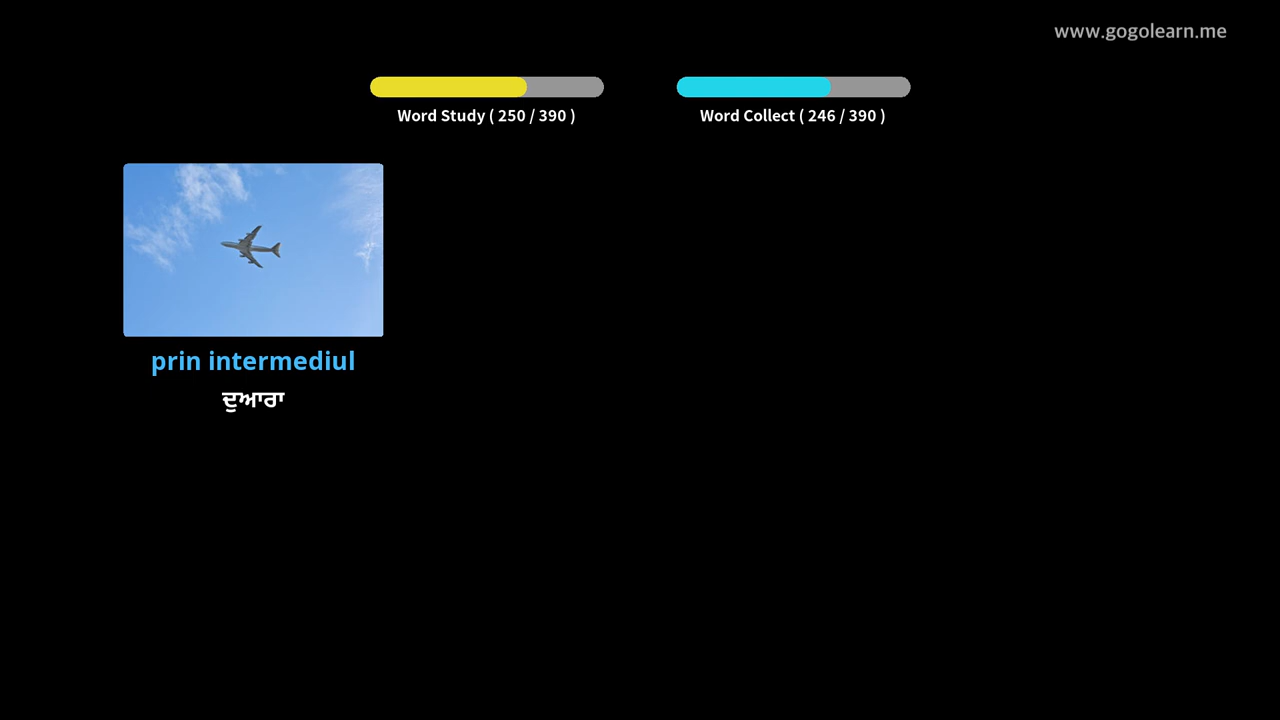 www.gogolearn.me
Word Study ( 250 / 390 )
Word Collect ( 246 / 390 )
prin intermediul
ਦੁਆਰਾ